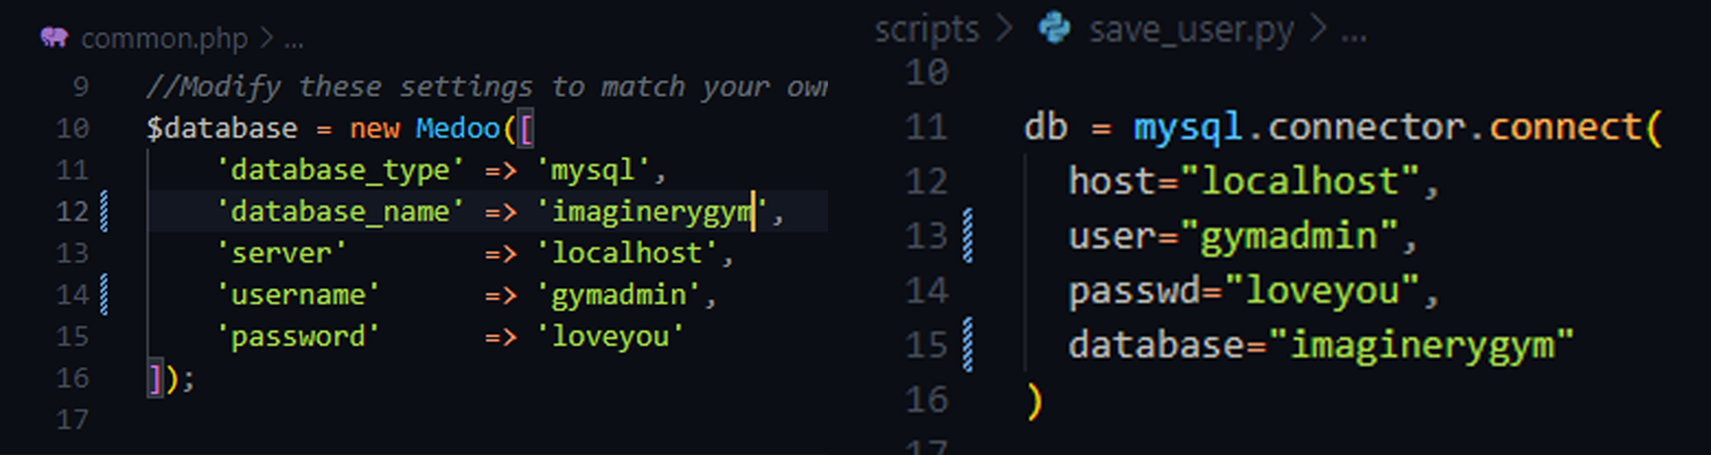 common.php > ...
9 //Modify these settings to match your own
10 $database = new Medoo([
11 'database_type' => 'mysql',
12 'database_name' => 'imaginerygym',
13 'server' => 'localhost',
14 'username' => 'gymadmin',
15 'password' => 'loveyou'
16 ]);
17
scripts > save_user.py > ...
10
11 db = mysql.connector.connect(
12 host="localhost",
13 user="gymadmin",
14 passwd="loveyou",
15 database="imaginerygym"
16 )
17